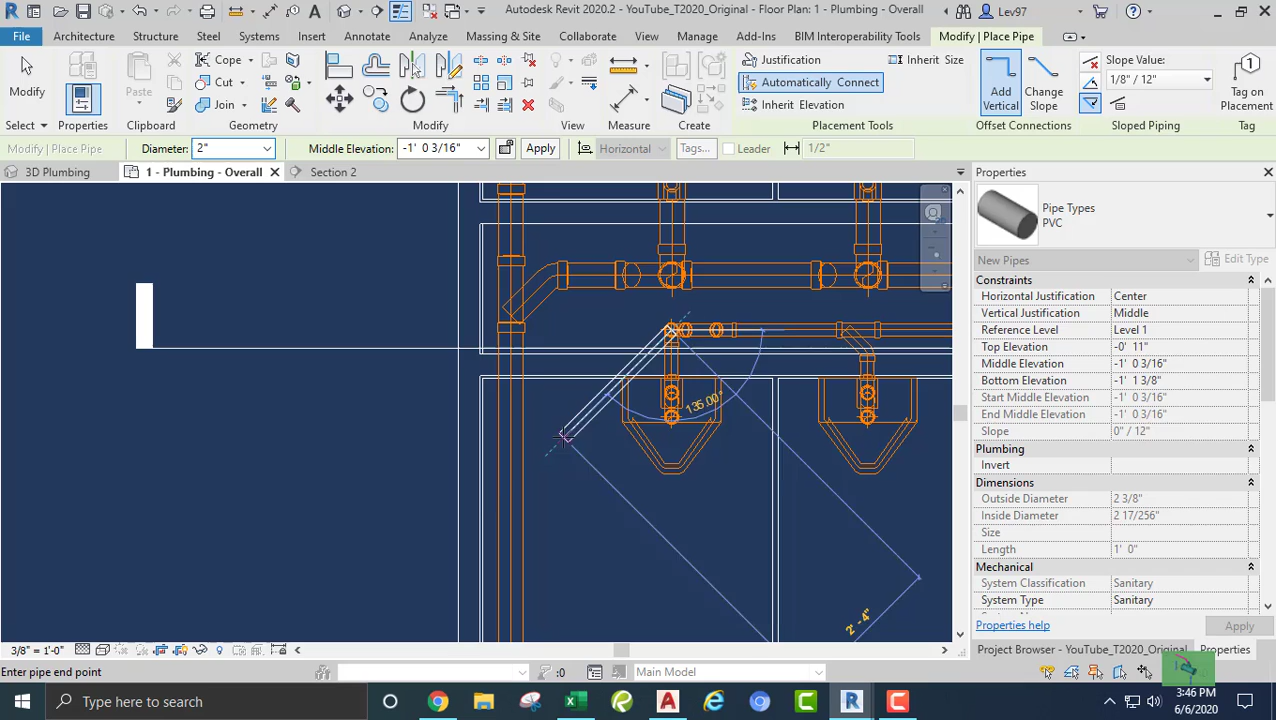 Autodesk Revit 2020.2 - YouTube_T2020_Original - Floor Plan: 1 - Plumbing - Overall
Lev97
File
Architecture
Structure
Steel
Systems
Insert
Annotate
Analyze
Massing & Site
Collaborate
View
Manage
Add-Ins
BIM Interoperability Tools
Modify | Place Pipe
Modify
Select
Properties
Paste
Clipboard
Cope
Cut
Join
Geometry
Modify
View
Measure
Create
Justification
Automatically Connect
Inherit Elevation
Inherit Size
Placement Tools
Add
Vertical
Change
Slope
Offset Connections
Slope Value:
1/8" / 12"
Sloped Piping
Tag on
Placement
Tag
Modify | Place Pipe
Diameter: 2"
Middle Elevation: -1' 0 3/16"
Apply
Horizontal
Tags...
Leader
1/2"
3D Plumbing
1 - Plumbing - Overall
Section 2
135.00°
2' - 4"
Properties
Pipe Types
PVC
New Pipes
Edit Type
Constraints
Horizontal Justification Center
Vertical Justification Middle
Reference Level Level 1
Top Elevation -0' 11"
Middle Elevation -1' 0 3/16"
Bottom Elevation -1' 1 3/8"
Start Middle Elevation -1' 0 3/16"
End Middle Elevation -1' 0 3/16"
Slope 0" / 12"
Plumbing
Invert
Dimensions
Outside Diameter 2 3/8"
Inside Diameter 2 17/256"
Size
Length 1' 0"
Mechanical
System Classification Sanitary
System Type Sanitary
Properties help
Apply
Project Browser - YouTube_T2020_Original
Properties
3/8" = 1'-0"
Enter pipe end point
:0
Main Model
Type here to search
3:46 PM
6/6/2020